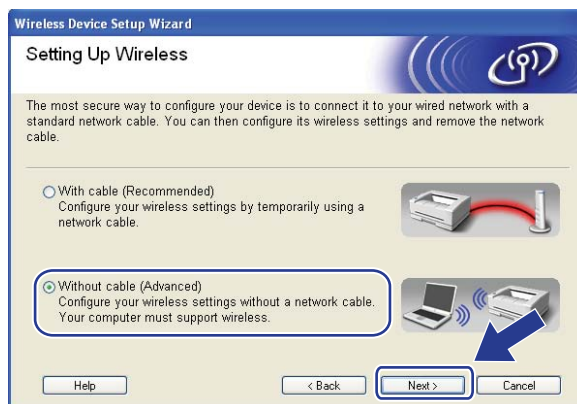 Wireless Device Setup Wizard
Setting Up Wireless
The most secure way to configure your device is to connect it to your wired network with a
standard network cable. You can then configure its wireless settings and remove the network
cable.
With cable (Recommended)
Configure your wireless settings by temporarily using a
network cable.
Without cable (Advanced)
Configure your wireless settings without a network cable.
Your computer must support wireless.
Help
< Back
Next >
Cancel